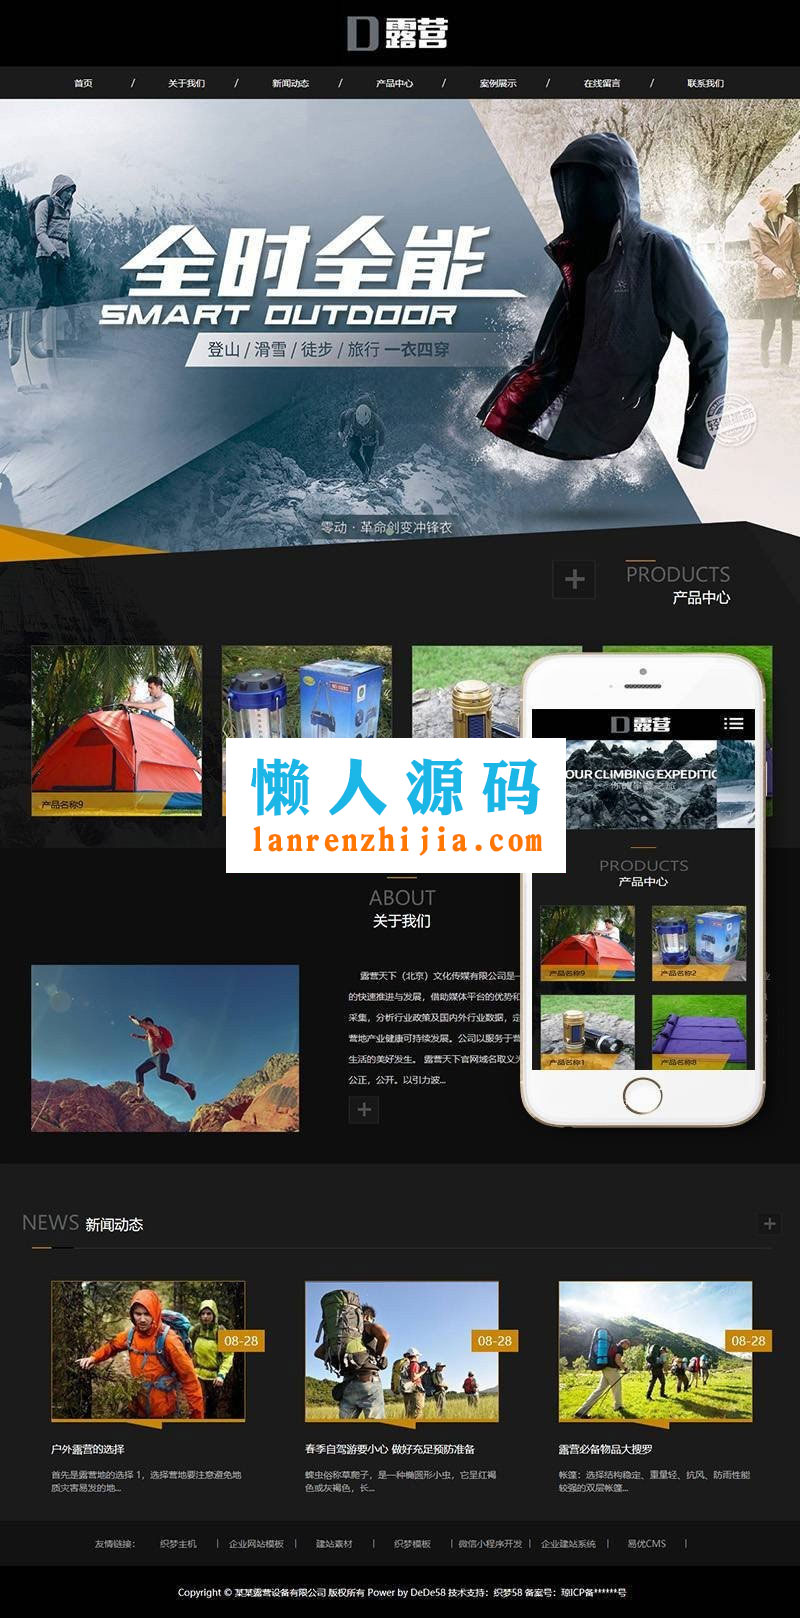 D 露营
首页 / 关于我们 / 新闻动态 / 产品中心 / 案例展示 / 在线留言 / 联系我们
全时全能
SMART OUTDOOR
登山 / 滑雪 / 徒步 / 旅行 一衣四穿
零动 · 革命创变冲锋衣
PRODUCTS
产品中心
产品名称9
D 露营
OUR CLIMBING EXPEDITIO
PRODUCTS
产品中心
产品名称9
产品名称2
产品名称1
产品名称8
懒人源码
lanrenzhijia.com
ABOUT
关于我们
露营天下（北京）文化传媒有限公司是一
的快速推进与发展，借助媒体平台的优势和
采集，分析行业政策及国内外行业数据，定
营地产业健康可持续发展。公司以服务于营
生活的美好发生。 露营天下官网域名取义为
公正，公开。以引力波...
NEWS 新闻动态
08-28
08-28
08-28
户外露营的选择
首先是露营地的选择 1，选择营地要注意避免地
质灾害易发的地...
春季自驾游要小心 做好充足预防准备
蜱虫俗称草爬子，是一种椭圆形小虫，它呈红褐
色或灰褐色，长...
露营必备物品大搜罗
帐篷：选择结构稳定、重量轻、抗风、防雨性能
较强的双层帐篷...
友情链接： 织梦主机 | 企业网站模板 | 建站素材 | 织梦模板 | 微信小程序开发 | 企业建站系统 | 易优CMS |
Copyright © 某某露营设备有限公司 版权所有 Power by DeDe58 技术支持：织梦58 备案号：琼ICP备******号